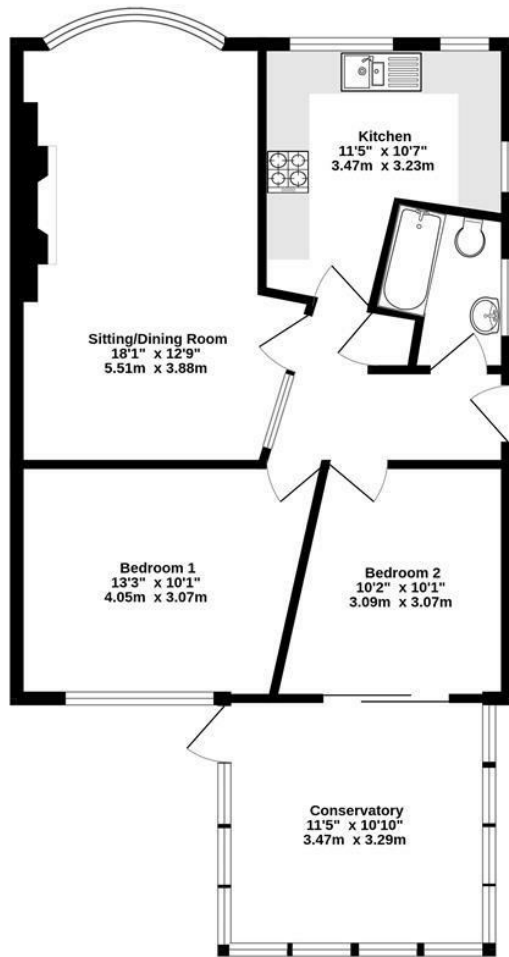 Kitchen
11'5" x 10'7"
3.47m x 3.23m
Sitting/Dining Room
18'1" x 12'9"
5.51m x 3.88m
Bedroom 1
13'3" x 10'1"
4.05m x 3.07m
Bedroom 2
10'2" x 10'1"
3.09m x 3.07m
Conservatory
11'5" x 10'10"
3.47m x 3.29m